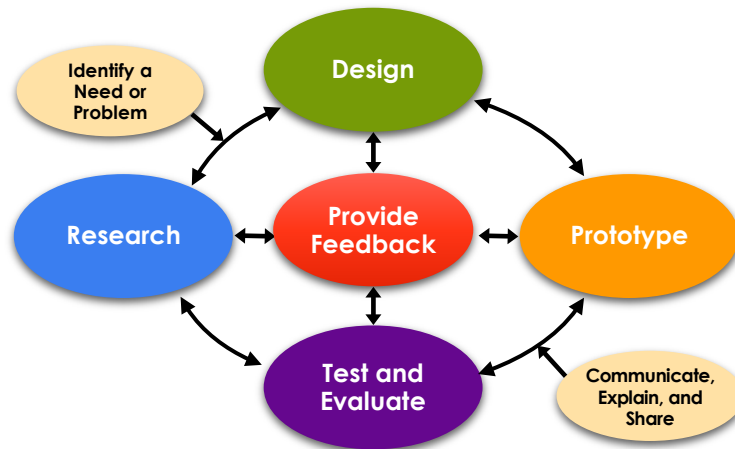 Identify a
Need or
Problem
Design
Research
Provide
Feedback
Prototype
Test and
Evaluate
Communicate,
Explain, and
Share